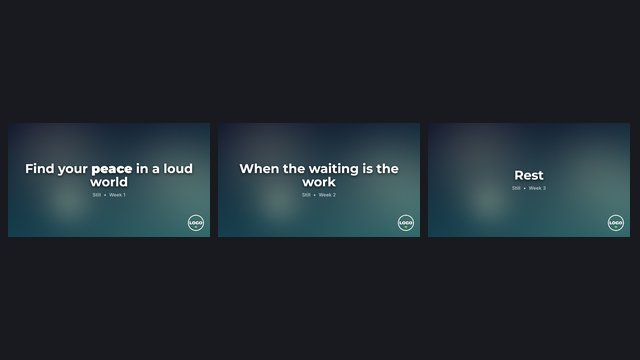 Find your peace in a loud
world
Still • Week 1
LOGO
When the waiting is the
work
Still • Week 2
LOGO
Rest
Still • Week 3
LOGO